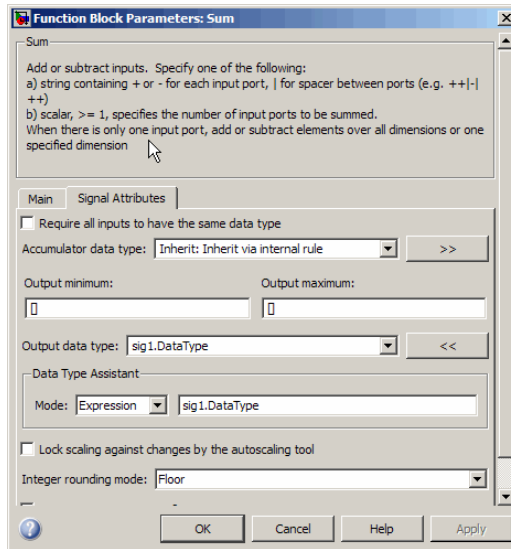 Function Block Parameters: Sum
Sum
Add or subtract inputs. Specify one of the following:
a) string containing + or - for each input port, | for spacer between ports (e.g. ++|-|
++)
b) scalar, >= 1, specifies the number of input ports to be summed.
When there is only one input port, add or subtract elements over all dimensions or one
specified dimension
Main Signal Attributes
Require all inputs to have the same data type
Accumulator data type: Inherit: Inherit via internal rule >>
Output minimum: Output maximum:
[] []
Output data type: sig1.DataType <<
Data Type Assistant
Mode: Expression sig1.DataType
Lock scaling against changes by the autoscaling tool
Integer rounding mode: Floor
OK Cancel Help Apply